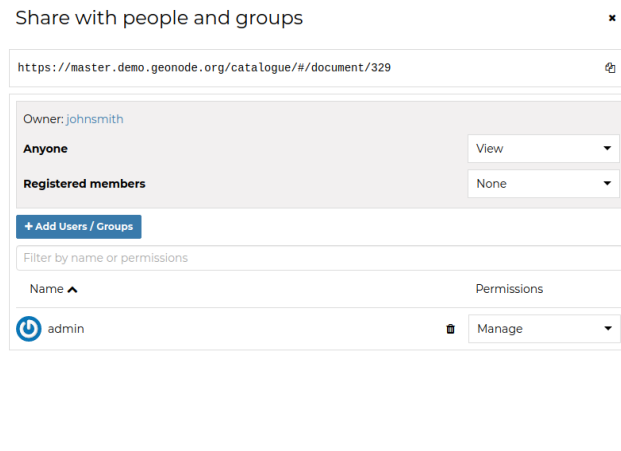 Share with people and groups
https://master.demo.geonode.org/catalogue/#/document/329
Owner: johnsmith
Anyone
View
Registered members
None
+ Add Users / Groups
Filter by name or permissions
Name
Permissions
admin
Manage